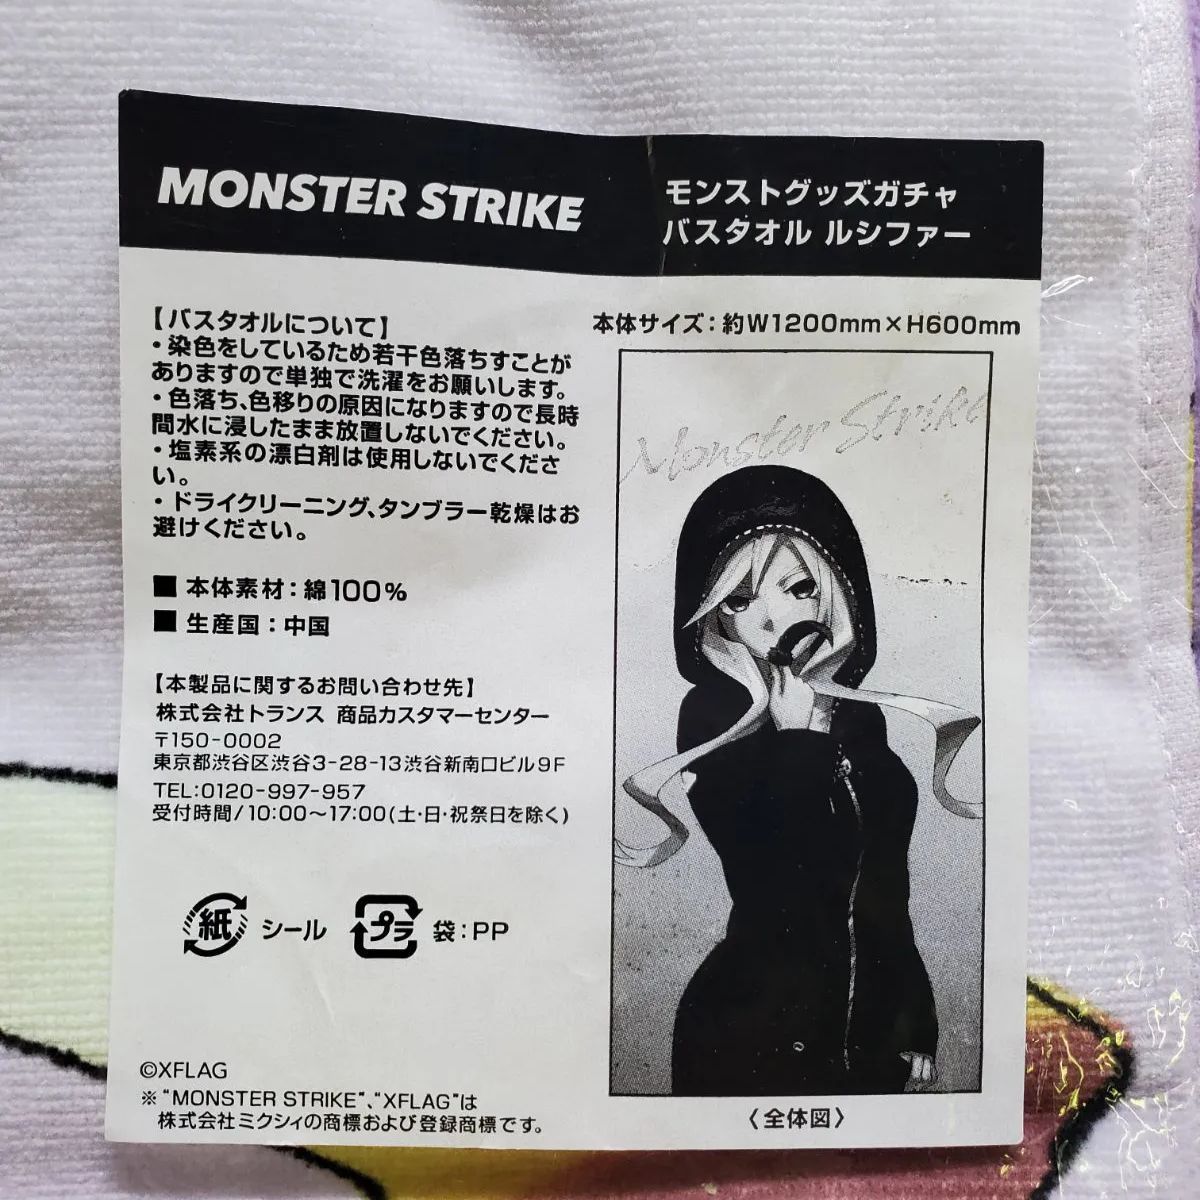 MONSTER STRIKE
モンストグッズガチャ
バスタオル ルシファー
【バスタオルについて】
・染色をしているため若干色落ちすことが
ありますので単独で洗濯をお願いします。
・色落ち、色移りの原因になりますので長時
間水に浸したまま放置しないでください。
・塩素系の漂白剤は使用しないでくださ
い。
・ドライクリーニング、タンブラー乾燥はお
避けください。
■ 本体素材：綿100%
■ 生産国：中国
【本製品に関するお問い合わせ先】
株式会社トランス 商品カスタマーセンター
〒150-0002
東京都渋谷区渋谷3-28-13渋谷新南口ビル9F
TEL:0120-997-957
受付時間/10:00〜17:00(土・日・祝祭日を除く)
紙 シール プラ 袋：PP
©XFLAG
※“MONSTER STRIKE”、“XFLAG”は
株式会社ミクシィの商標および登録商標です。
本体サイズ：約W1200mm×H600mm
Monster Strike
〈全体図〉